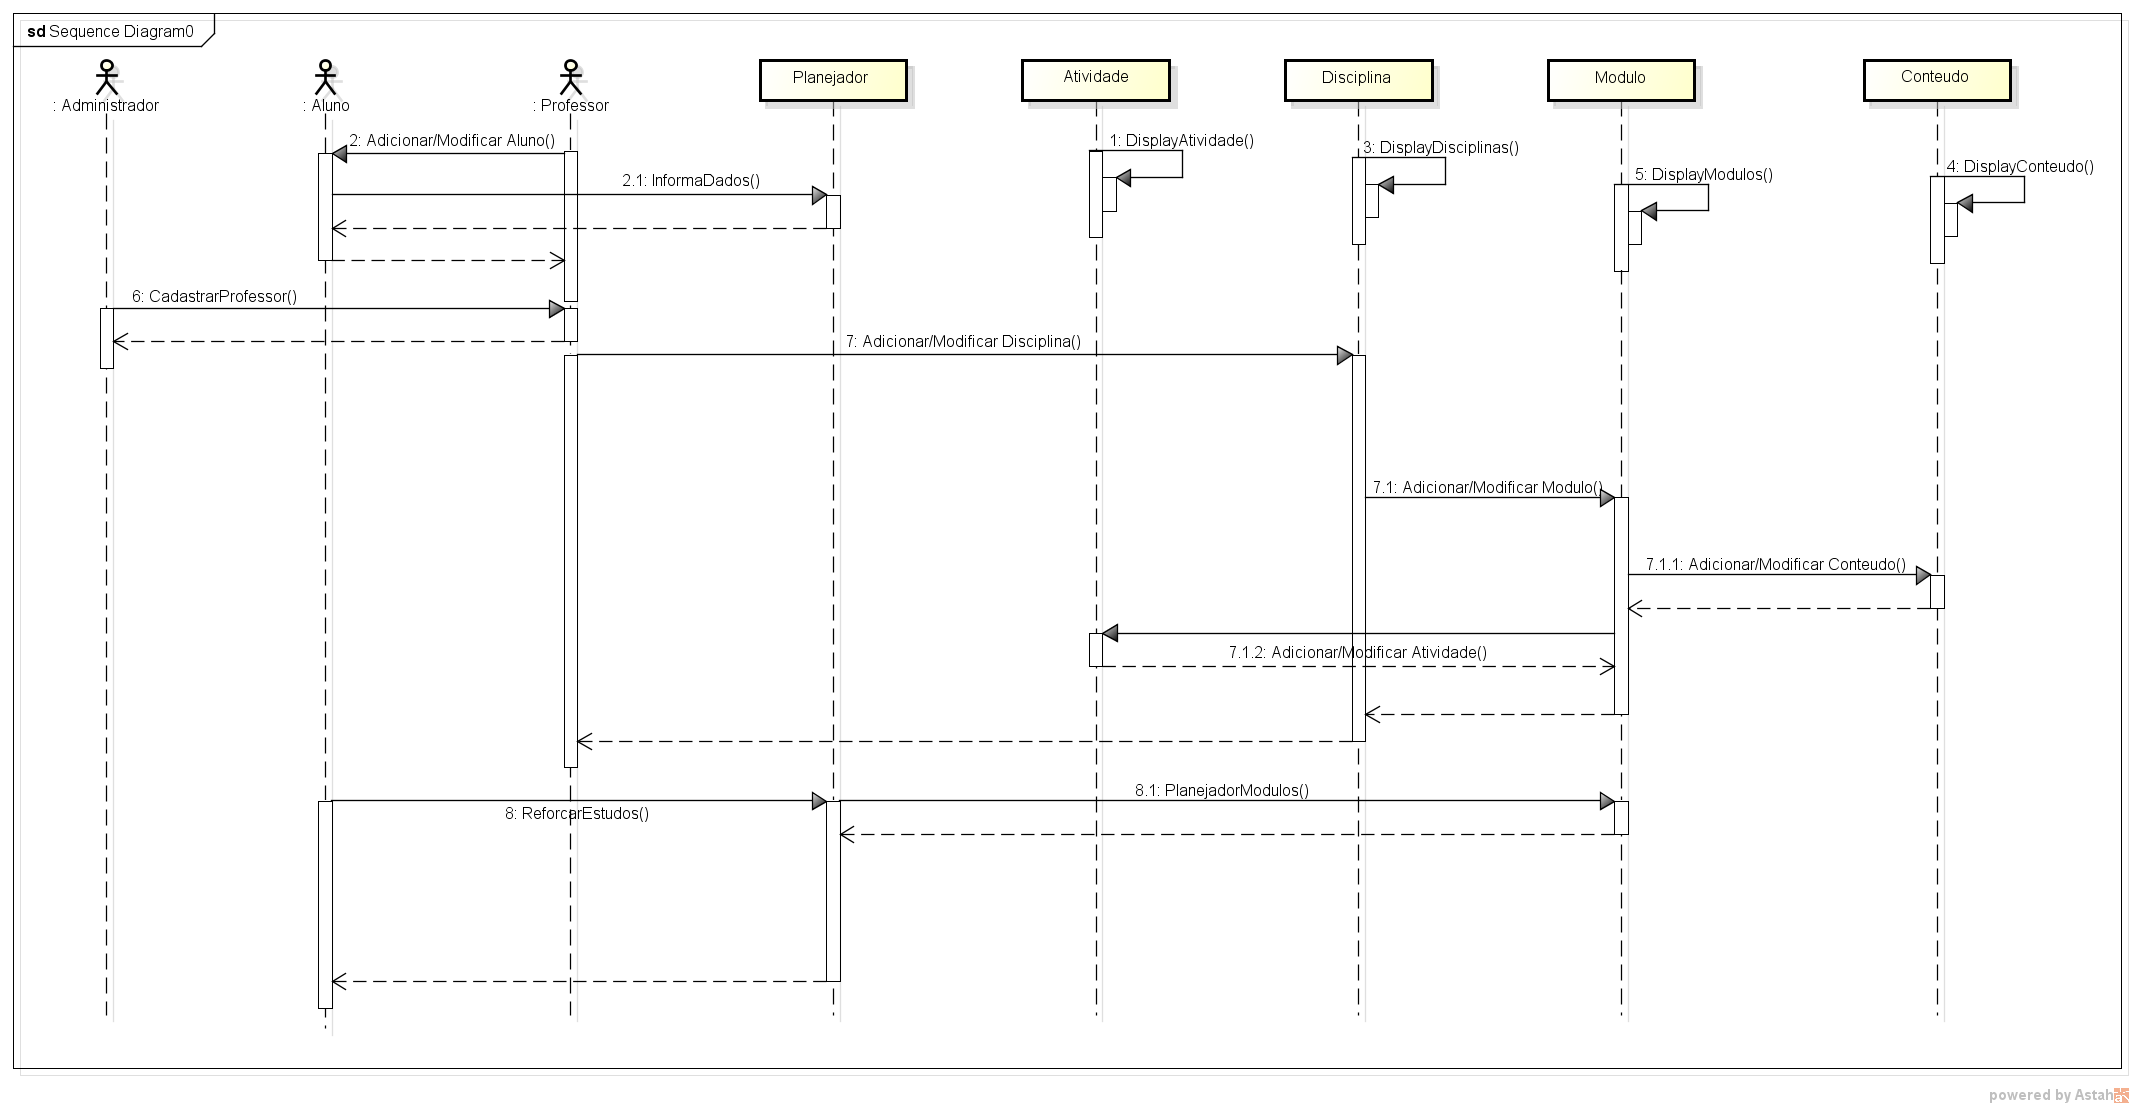 sd Sequence Diagram0
: Administrador
: Aluno
: Professor
Planejador
Atividade
Disciplina
Modulo
Conteudo
2: Adicionar/Modificar Aluno()
1: DisplayAtividade()
3: DisplayDisciplinas()
4: DisplayConteudo()
5: DisplayModulos()
2.1: InformaDados()
6: CadastrarProfessor()
7: Adicionar/Modificar Disciplina()
7.1: Adicionar/Modificar Modulo()
7.1.1: Adicionar/Modificar Conteudo()
7.1.2: Adicionar/Modificar Atividade()
8.1: PlanejadorModulos()
8: ReforcarEstudos()
powered by Astah